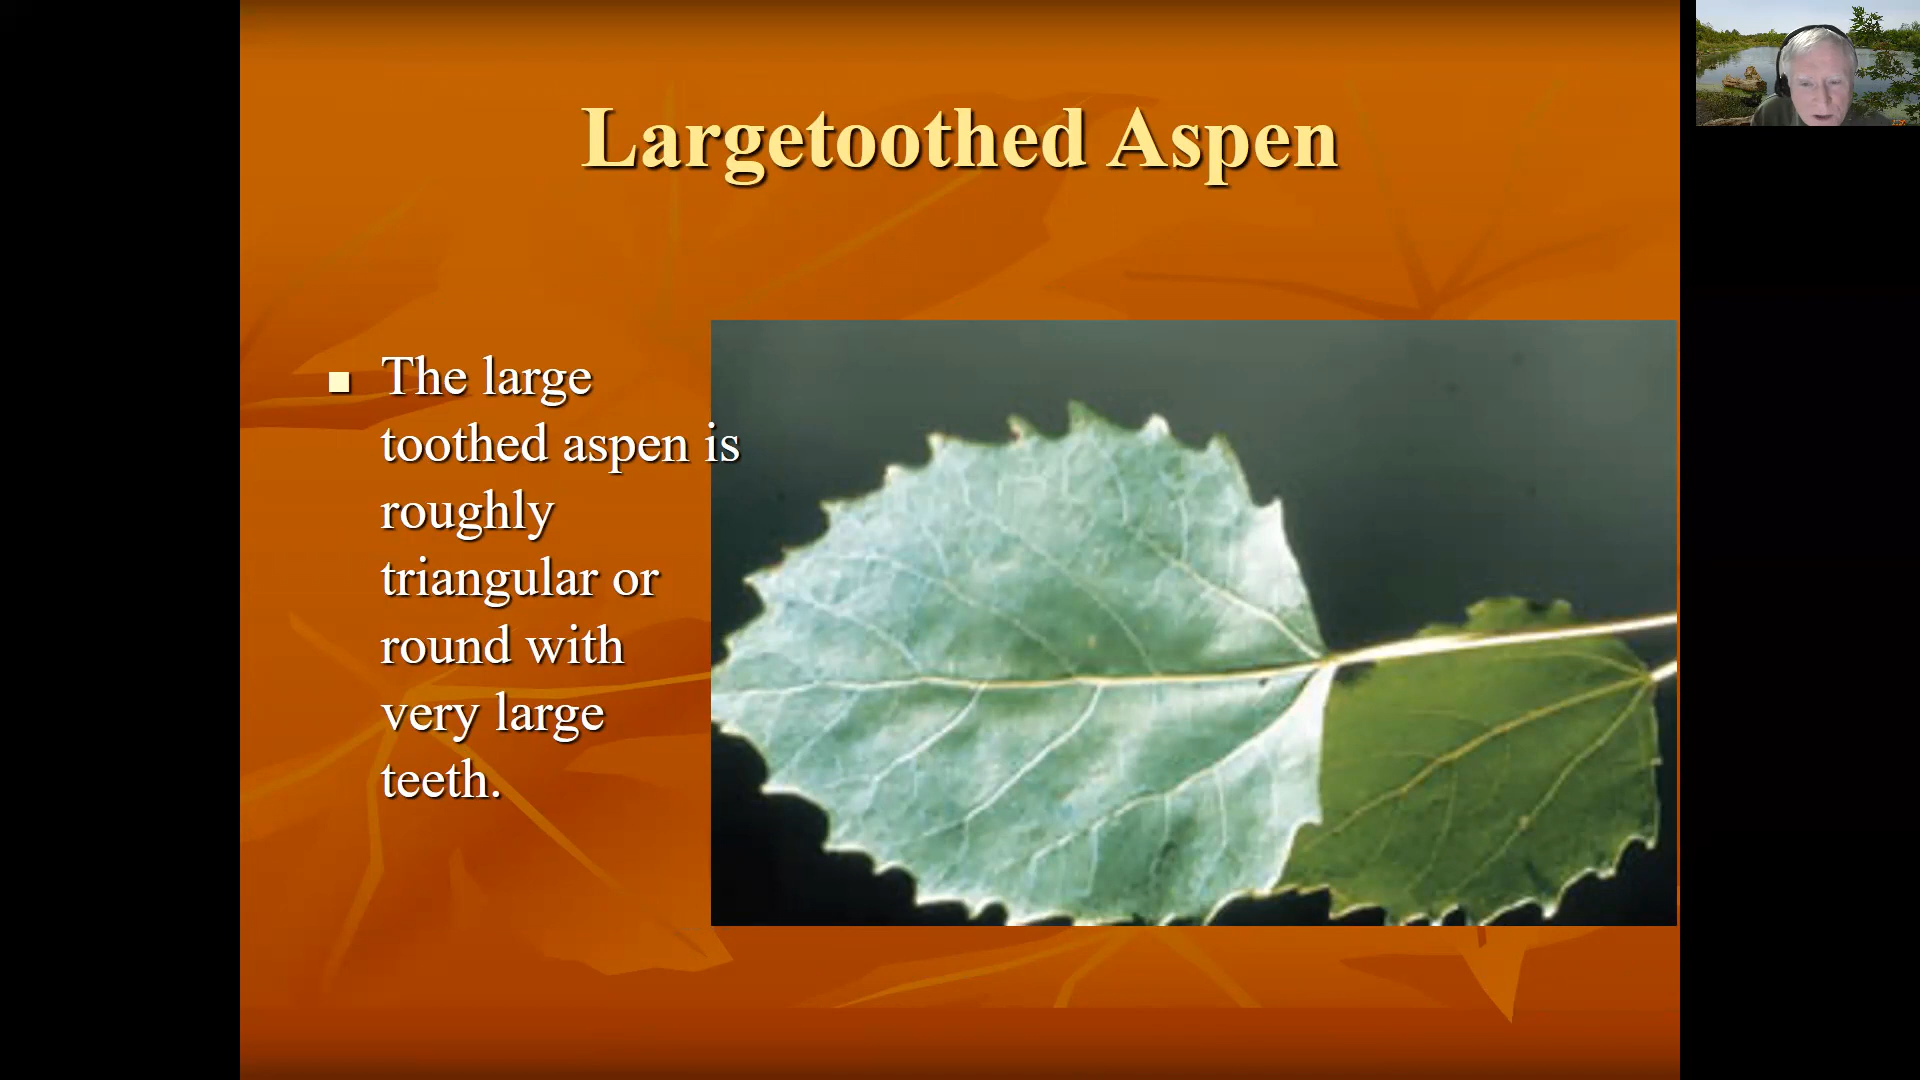 Largetoothed Aspen
The large
toothed aspen is
roughly
triangular or
round with
very large
teeth.